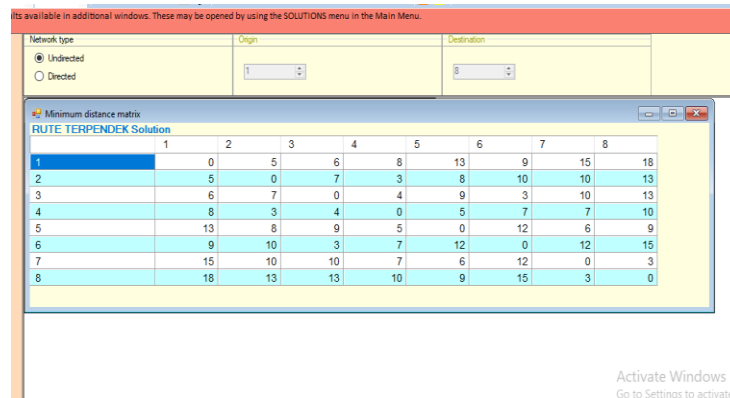 lts available in additional windows. These may be opened by using the SOLUTIONS menu in the Main Menu.
Network type Origin Destination
Undirected
Directed
1 8
Minimum distance matrix
RUTE TERPENDEK Solution
1 2 3 4 5 6 7 8
1 0 5 6 8 13 9 15 18
2 5 0 7 3 8 10 10 13
3 6 7 0 4 9 3 10 13
4 8 3 4 0 5 7 7 10
5 13 8 9 5 0 12 6 9
6 9 10 3 7 12 0 12 15
7 15 10 10 7 6 12 0 3
8 18 13 13 10 9 15 3 0
Activate Windows
Go to Settings to activate